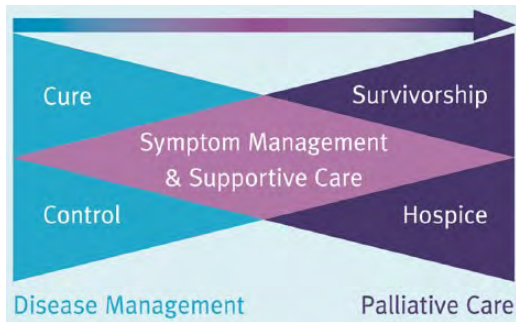 Cure
Survivorship
Symptom Management
& Supportive Care
Control
Hospice
Disease Management
Palliative Care